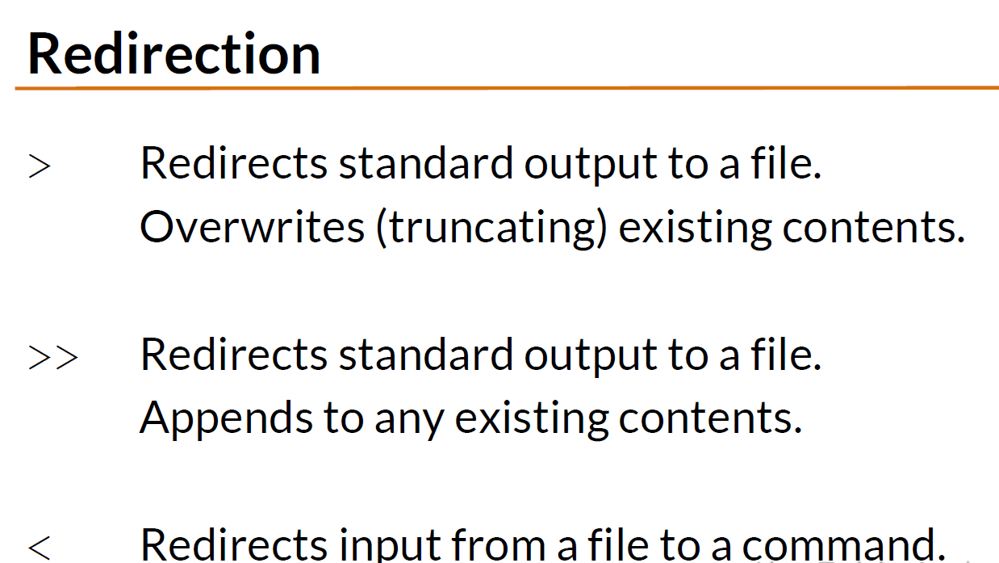 Redirection
> Redirects standard output to a file.
Overwrites (truncating) existing contents.
>> Redirects standard output to a file.
Appends to any existing contents.
< Redirects input from a file to a command.